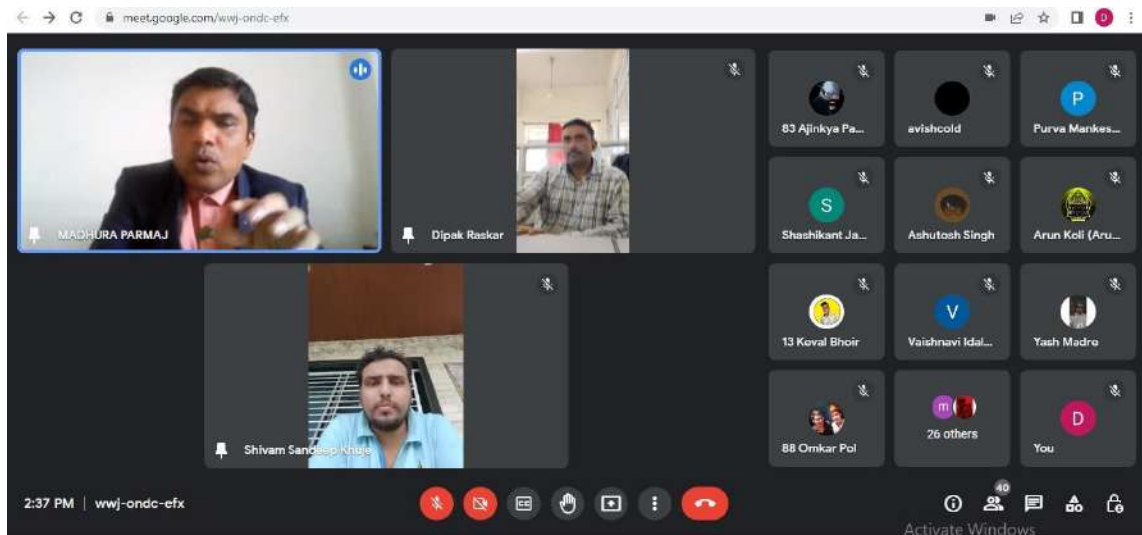 meet.google.com/wwj-ondc-efx
D
MADHURA PARMAJ
Dipak Raskar
83 Ajinkya Pa...
avishcold
P
Purva Mankes...
S
Shashikant Ja...
Ashutosh Singh
Arun Koli (Aru...
13 Keval Bhoir
V
Vaishnavi Idal...
Yash Madre
Shivam Sandeep Khuje
88 Omkar Pol
m
26 others
D
You
2:37 PM | wwj-ondc-efx
CC
40
Activate Windows